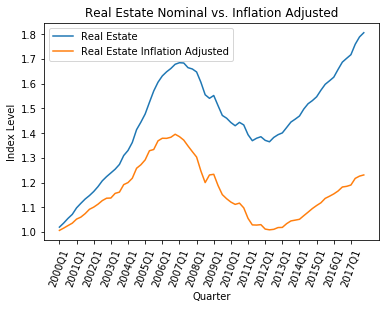 Real Estate Nominal vs. Inflation Adjusted
Real Estate
Real Estate Inflation Adjusted
Index Level
1.8
1.7
1.6
1.5
1.4
1.3
1.2
1.1
1.0
2000Q1
2001Q1
2002Q1
2003Q1
2004Q1
2005Q1
2006Q1
2007Q1
2008Q1
2009Q1
2010Q1
2011Q1
2012Q1
2013Q1
2014Q1
2015Q1
2016Q1
2017Q1
Quarter